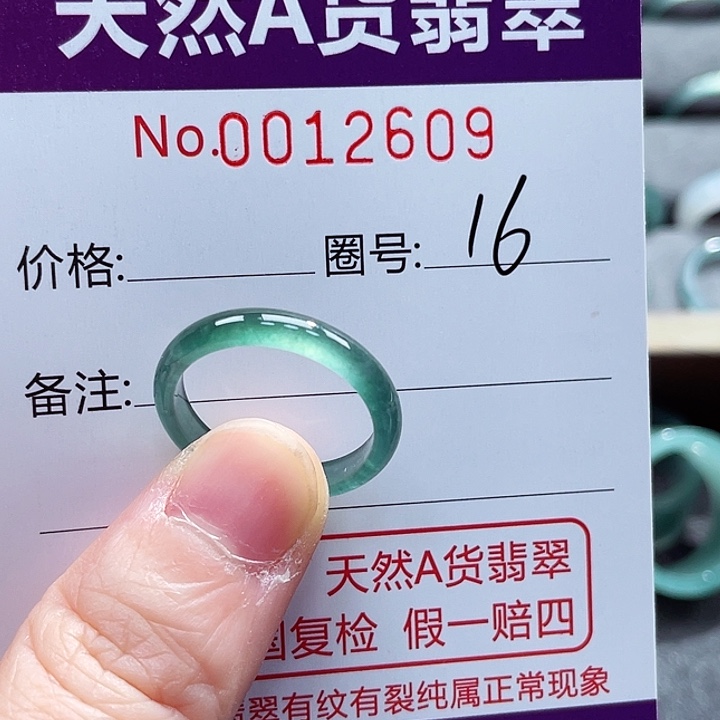 天然A货翡翠
No.0012609
价格: 圈号: 16
备注:
天然A货翡翠
国复检 假一赔四
翡翠有纹有裂纯属正常现象